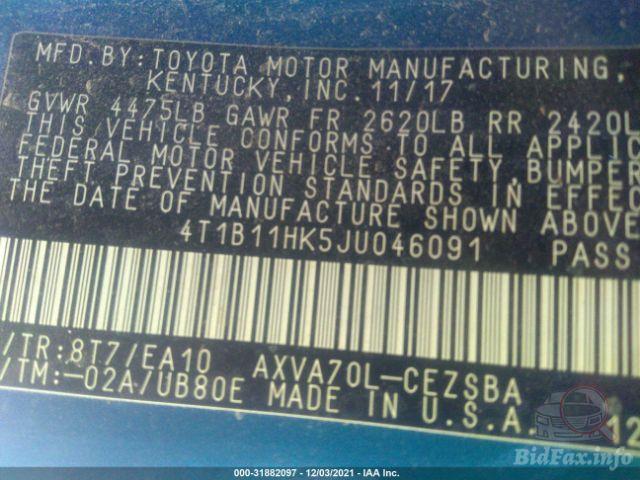 MFD. BY: TOYOTA MOTOR MANUFACTURING,
KENTUCKY, INC. 11/17
GVWR 4475LB GAWR FR 2620LB RR 2420L
THIS VEHICLE CONFORMS TO ALL APPLIC
FEDERAL MOTOR VEHICLE SAFETY, BUMPER
THEFT PREVENTION STANDARDS IN EFFEC
THE DATE OF MANUFACTURE SHOWN ABOVE
4T1B11HK5JU046091 PASS
/TR: 8T7/EA10 AXVA70L-CEZSBA
/TM:-02A/UB80E MADE IN U.S.A. 12
BidFax.info
000-31882097 - 12/03/2021 - IAA Inc.